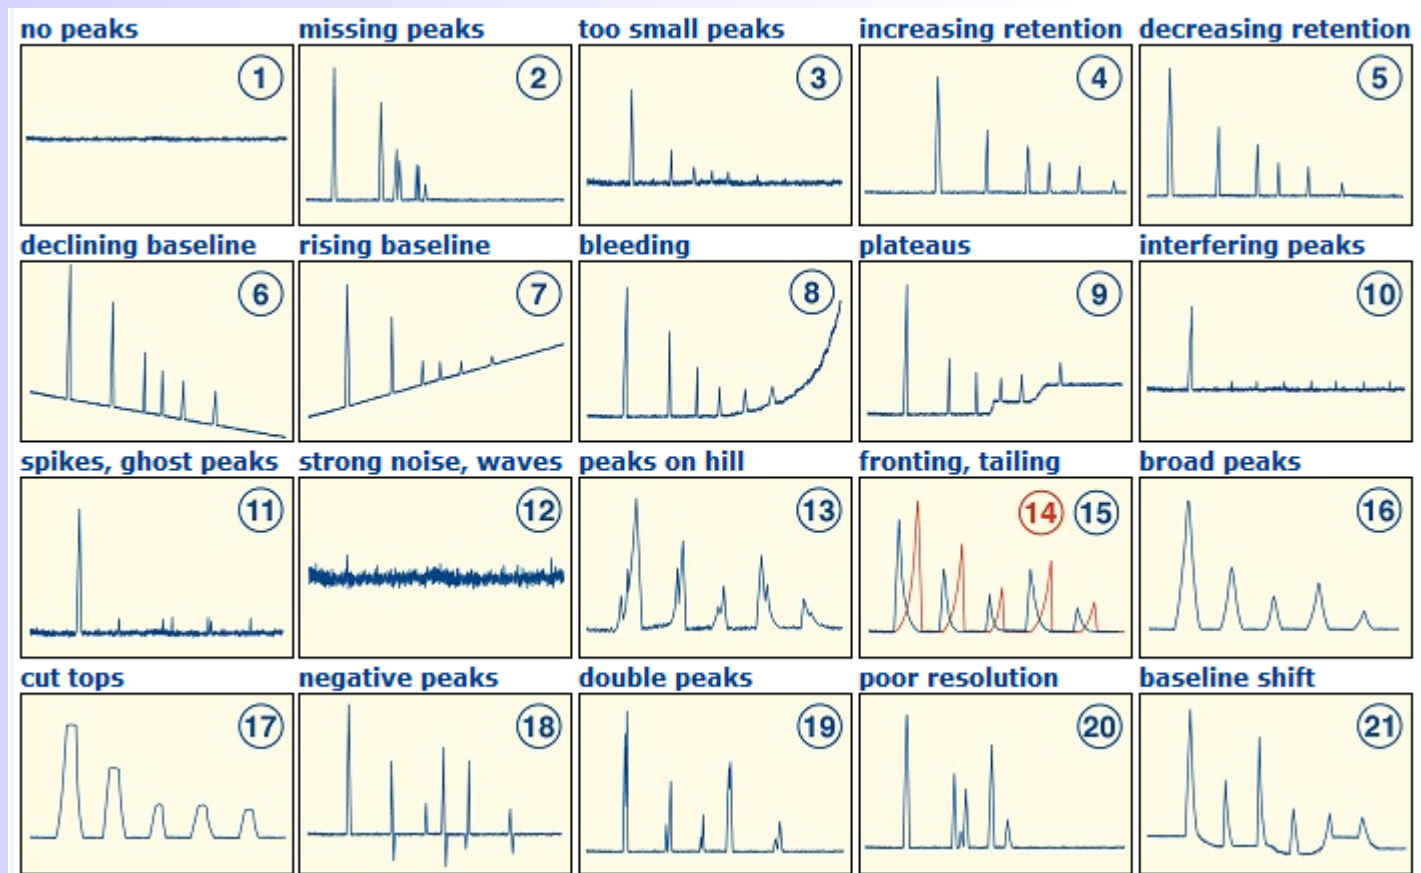 no peaks missing peaks too small peaks increasing retention decreasing retention
1 2 3 4 5
declining baseline rising baseline bleeding plateaus interfering peaks
6 7 8 9 10
spikes, ghost peaks strong noise, waves peaks on hill fronting, tailing broad peaks
11 12 13 14 15 16
cut tops negative peaks double peaks poor resolution baseline shift
17 18 19 20 21